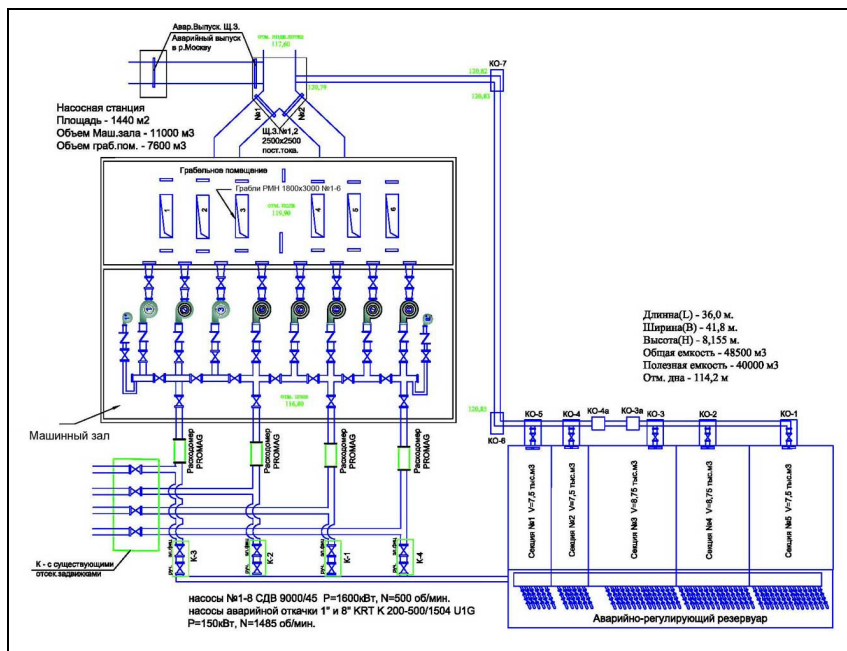 Авар.Выпуск. Щ.З.
Аварийный выпуск
в р.Москву
117,60
120,79
120,82
КО-7
120,83
Насосная станция
Площадь - 1440 м2
Объем Маш.зала - 11000 м3
Объем граб.пом. - 7600 м3
№1
№2
Щ.З.№1,2
2500х2500
пост.тока.
Грабельное помещение
Грабли РМН 1800х3000 №1-6
1
2
3
4
5
6
119,90
1
2
3
Длинна(L) - 36,0 м.
Ширина(В) - 41,8 м.
Высота(Н) - 8,155 м.
Общая емкость - 48500 м3
Полезная емкость - 40000 м3
Отм. дна - 114,2 м
Машинный зал
120,83
КО-6
КО-5
КО-4
КО-4а
КО-3а
КО-3
КО-2
КО-1
Расходомер
PROMAG
Расходомер
PROMAG
Расходомер
PROMAG
Расходомер
PROMAG
Секция №1 V=7,5 тыс.м3
Секция №2 V=7,5 тыс.м3
Секция №3 V=8,75 тыс.м3
Секция №4 V=8,75 тыс.м3
Секция №5 V=7,5 тыс.м3
К - с существующими
отсек.задвижками
К-3
К-2
К-1
К-4
насосы №1-8 СДВ 9000/45 Р=1600кВт, N=500 об/мин.
насосы аварийной откачки 1" и 8" KRT K 200-500/1504 U1G
Р=150кВт, N=1485 об/мин.
Аварийно-регулирующий резервуар